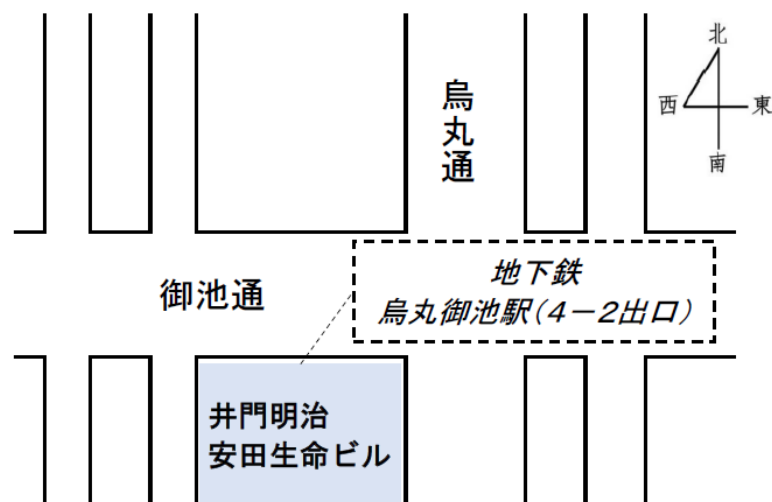 北
西
東
南
烏丸通
御池通
地下鉄
烏丸御池駅(4-2出口)
井門明治
安田生命ビル